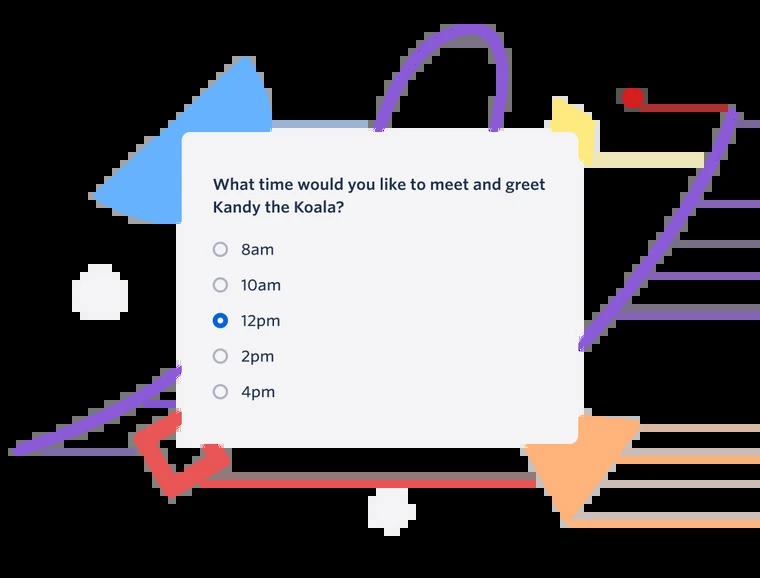 What time would you like to meet and greet
Kandy the Koala?
8am
10am
12pm
2pm
4pm